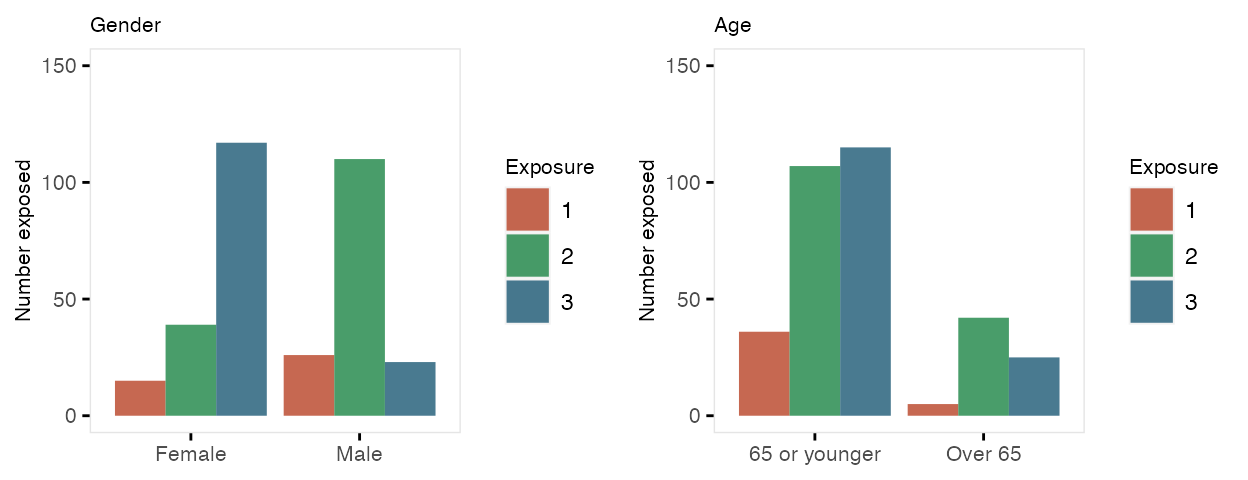 Gender
150
100
50
0
Number exposed
Female Male
Exposure
1
2
3
Age
150
100
50
0
Number exposed
65 or younger Over 65
Exposure
1
2
3